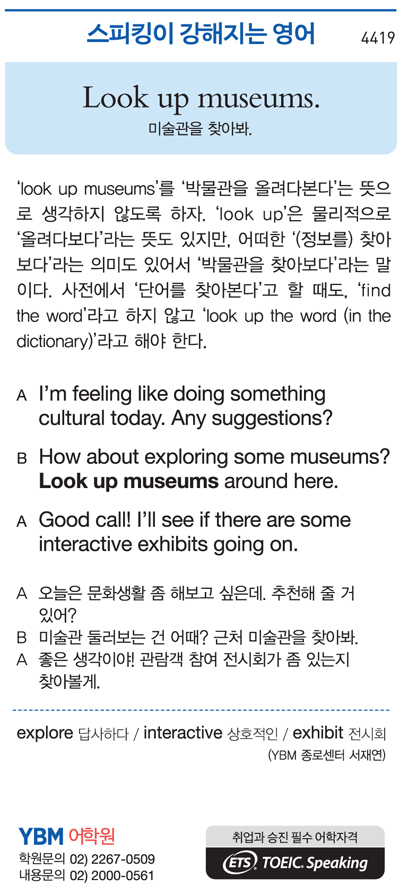 스피킹이 강해지는 영어
4419
Look up museums.
미술관을 찾아봐.
‘look up museums’를 ‘박물관을 올려다본다’는 뜻으
로 생각하지 않도록 하자. ‘look up’은 물리적으로
‘올려다보다’라는 뜻도 있지만, 어떠한 ‘(정보를) 찾아
보다’라는 의미도 있어서 ‘박물관을 찾아보다’라는 말
이다. 사전에서 ‘단어를 찾아본다’고 할 때도, ‘find
the word’라고 하지 않고 ‘look up the word (in the
dictionary)’라고 해야 한다.
A I’m feeling like doing something
cultural today. Any suggestions?
B How about exploring some museums?
Look up museums around here.
A Good call! I’ll see if there are some
interactive exhibits going on.
A 오늘은 문화생활 좀 해보고 싶은데. 추천해 줄 거
있어?
B 미술관 둘러보는 건 어때? 근처 미술관을 찾아봐.
A 좋은 생각이야! 관람객 참여 전시회가 좀 있는지
찾아볼게.
explore 답사하다 / interactive 상호적인 / exhibit 전시회
(YBM 종로센터 서재연)
YBM 어학원
학원문의 02) 2267-0509
내용문의 02) 2000-0561
취업과 승진 필수 어학자격
ETS TOEIC. Speaking